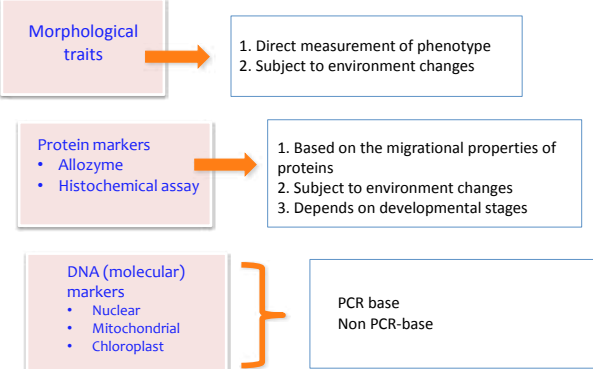 Morphological
traits
1. Direct measurement of phenotype
2. Subject to environment changes
Protein markers
• Allozyme
• Histochemical assay
1. Based on the migrational properties of
proteins
2. Subject to environment changes
3. Depends on developmental stages
DNA (molecular)
markers
• Nuclear
• Mitochondrial
• Chloroplast
PCR base
Non PCR-base